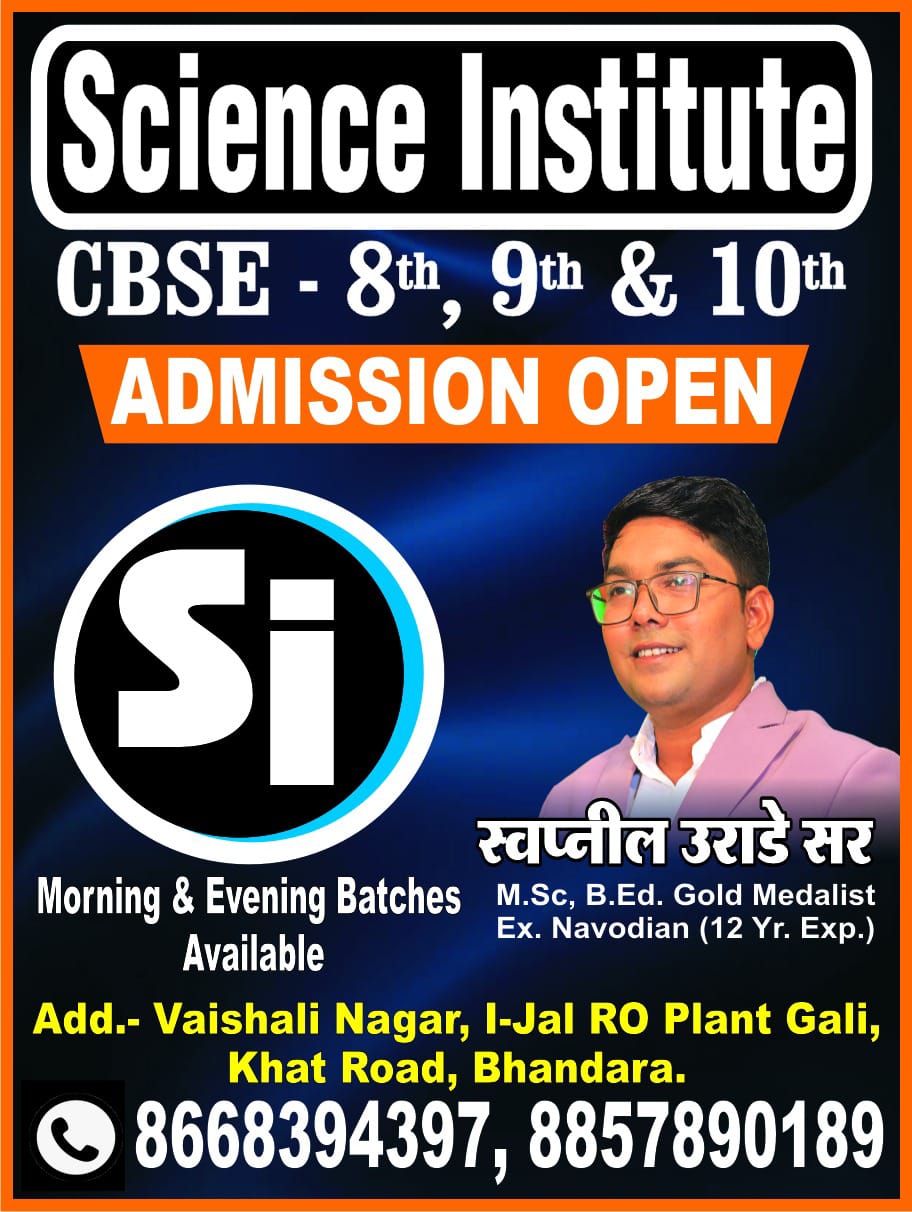 Science Institute
CBSE - 8th, 9th & 10th
ADMISSION OPEN
Si
स्वप्नील उराडे सर
M.Sc, B.Ed. Gold Medalist
Ex. Navodian (12 Yr. Exp.)
Morning & Evening Batches
Available
Add.- Vaishali Nagar, I-Jal RO Plant Gali,
Khat Road, Bhandara.
8668394397, 8857890189